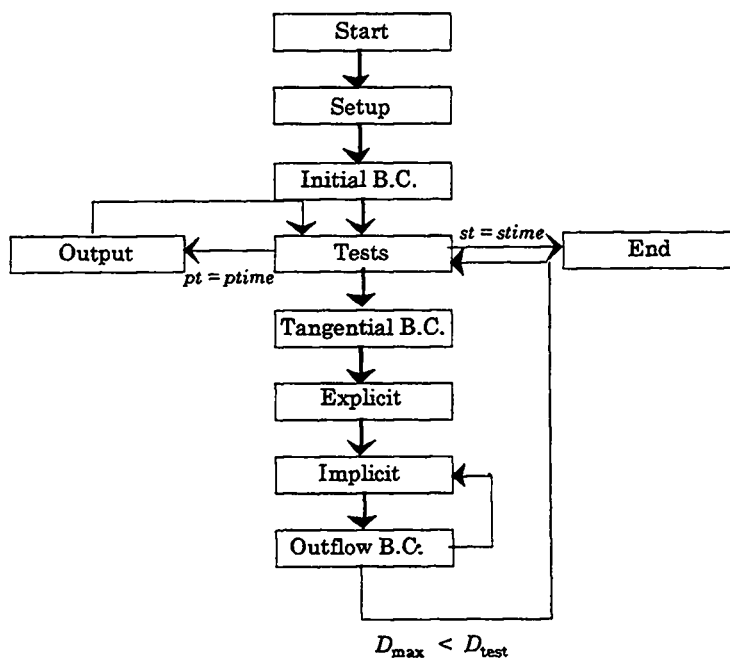 Start
Setup
Initial B.C.
Output
pt = ptime
Tests
st = stime
End
Tangential B.C.
Explicit
Implicit
Outflow B.C.
D_max < D_test